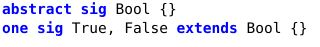 abstract sig Bool {}
one sig True, False extends Bool {}